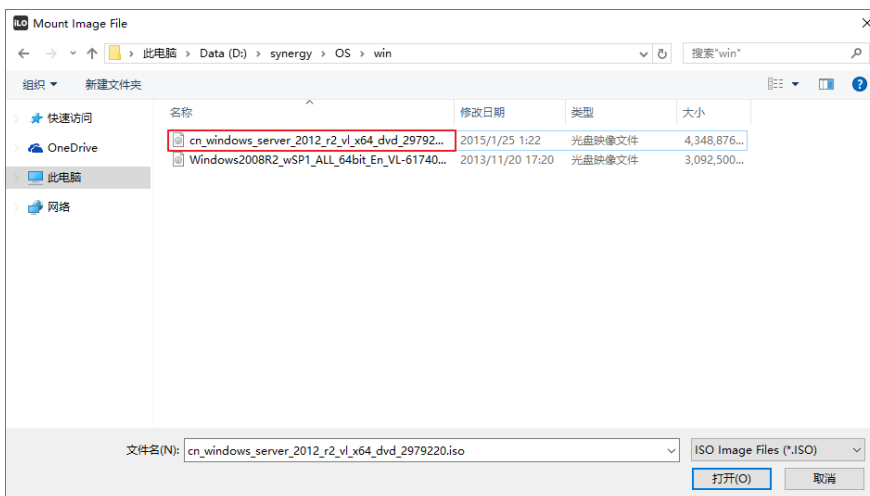 iLO Mount Image File
此电脑 > Data (D:) > synergy > OS > win
搜索"win"
组织 新建文件夹
名称 修改日期 类型 大小
快速访问
OneDrive
此电脑
网络
cn_windows_server_2012_r2_vl_x64_dvd_29792... 2015/1/25 1:22 光盘映像文件 4,348,876...
Windows2008R2_wSP1_ALL_64bit_En_VL-61740... 2013/11/20 17:20 光盘映像文件 3,092,500...
文件名(N): cn_windows_server_2012_r2_vl_x64_dvd_2979220.iso ISO Image Files (*.ISO)
打开(O) 取消